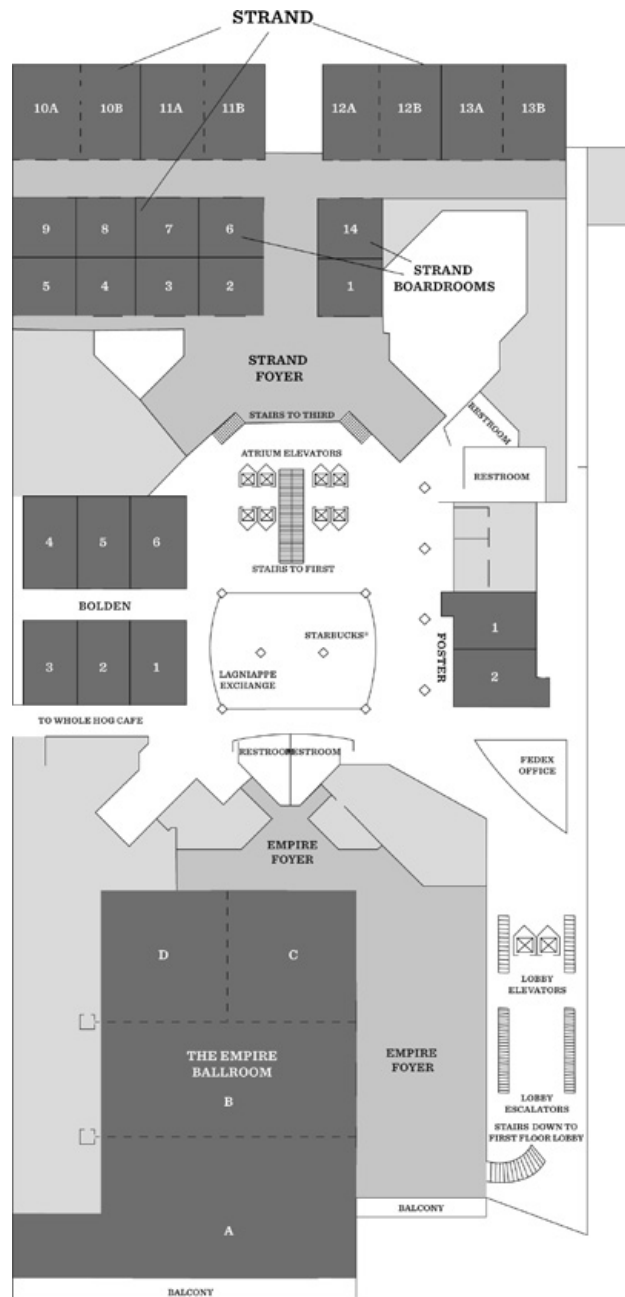 STRAND
10A 10B 11A 11B 12A 12B 13A 13B
9 8 7 6 14
STRAND
BOARDROOMS
5 4 3 2 1
STRAND
FOYER
STAIRS TO THIRD
RESTROOM
ATRIUM ELEVATORS
RESTROOM
4 5 6
STAIRS TO FIRST
BOLDEN
1
STARBUCKS®
FOSTER
3 2 1
LAGNIAPPE
EXCHANGE
2
TO WHOLE HOG CAFE
RESTROOM RESTROOM
FEDEX
OFFICE
EMPIRE
FOYER
D C
LOBBY
ELEVATORS
THE EMPIRE
BALLROOM
EMPIRE
FOYER
B
LOBBY
ESCALATORS
STAIRS DOWN TO
FIRST FLOOR LOBBY
BALCONY
A
BALCONY